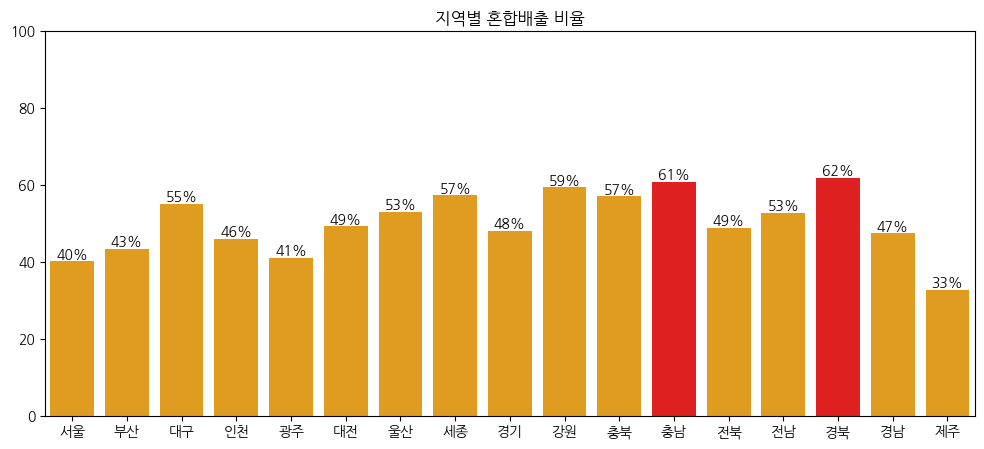 지역별 혼합배출 비율
100
80
60
40
20
0
40% 43% 55% 46% 41% 49% 53% 57% 48% 59% 57% 61% 49% 53% 62% 47% 33%
서울 부산 대구 인천 광주 대전 울산 세종 경기 강원 충북 충남 전북 전남 경북 경남 제주